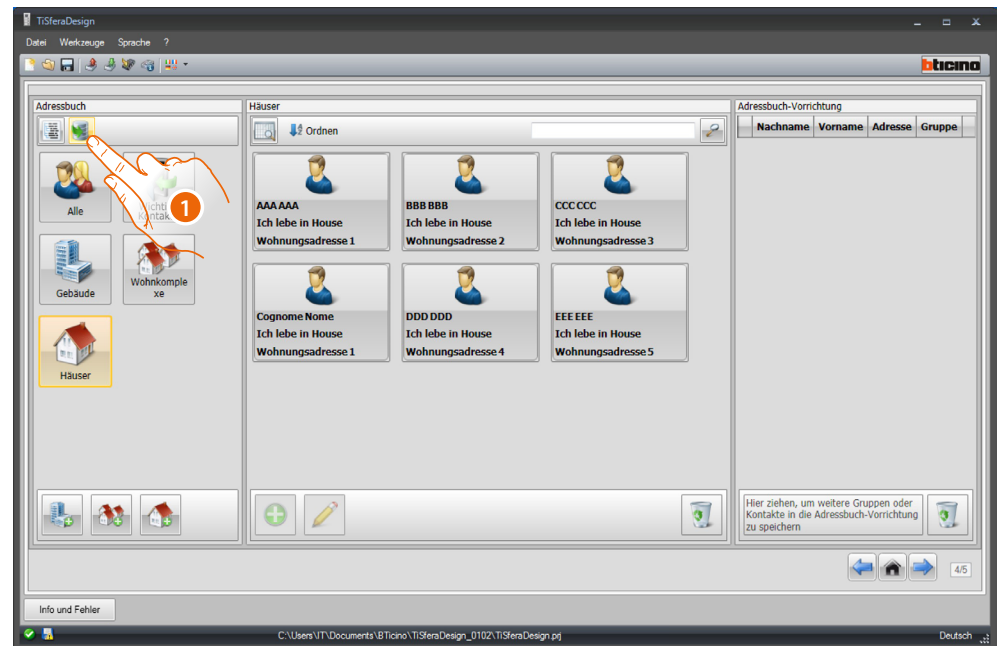 TiSferaDesign
Datei Werkzeuge Sprache ?
bticino
Adressbuch
Alle
1
Gebäude
Wohnkomple
xe
Häuser
Häuser
Ordnen
AAA AAA
Ich lebe in House
Wohnungsadresse 1
BBB BBB
Ich lebe in House
Wohnungsadresse 2
CCC CCC
Ich lebe in House
Wohnungsadresse 3
Cognome Nome
Ich lebe in House
Wohnungsadresse 1
DDD DDD
Ich lebe in House
Wohnungsadresse 4
EEE EEE
Ich lebe in House
Wohnungsadresse 5
Adressbuch-Vorrichtung
Nachname Vorname Adresse Gruppe
Hier ziehen, um weitere Gruppen oder
Kontakte in die Adressbuch-Vorrichtung
zu speichern
4/5
Info und Fehler
C:\Users\IT\Documents\BTicino\TiSferaDesign_0102\TiSferaDesign.prj
Deutsch